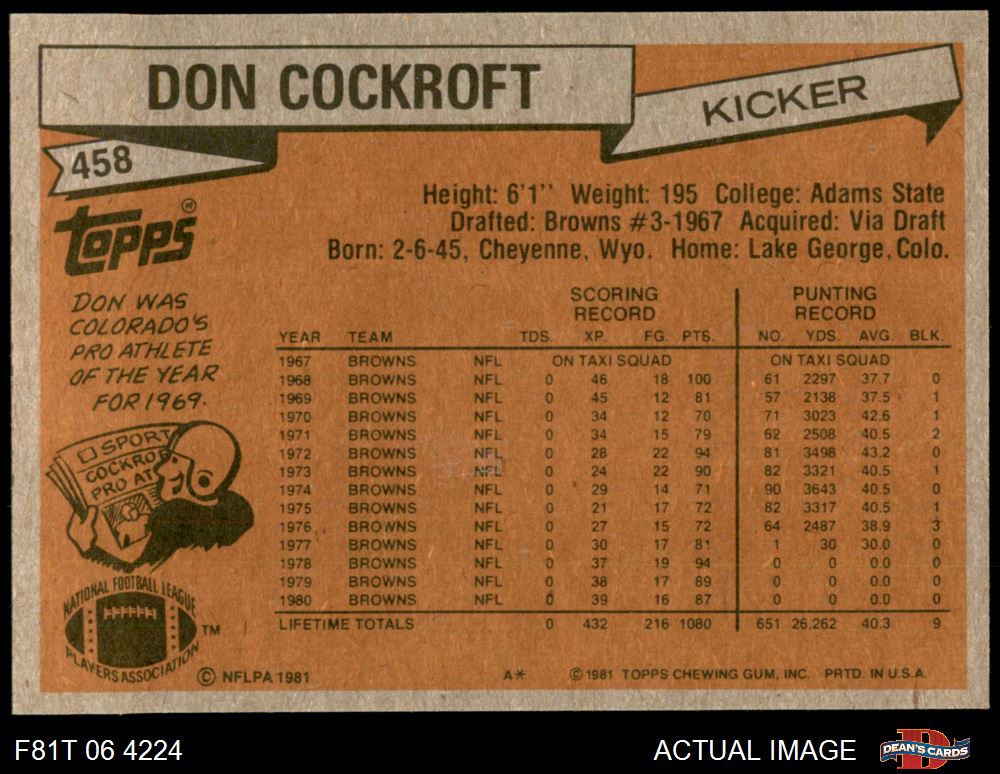 DON COCKROFT
KICKER
458
topps®
Height: 6'1'' Weight: 195 College: Adams State
Drafted: Browns #3-1967 Acquired: Via Draft
Born: 2-6-45, Cheyenne, Wyo. Home: Lake George, Colo.
DON WAS
COLORADO'S
PRO ATHLETE
OF THE YEAR
FOR 1969.
SPORT
COCKROF
PRO AT
SCORING RECORD PUNTING RECORD
YEAR TEAM TDS. XP. FG. PTS. NO. YDS. AVG. BLK.
1967 BROWNS NFL ON TAXI SQUAD ON TAXI SQUAD
1968 BROWNS NFL 0 46 18 100 61 2297 37.7 0
1969 BROWNS NFL 0 45 12 81 57 2138 37.5 1
1970 BROWNS NFL 0 34 12 70 71 3023 42.6 1
1971 BROWNS NFL 0 34 15 79 62 2508 40.5 2
1972 BROWNS NFL 0 28 22 94 81 3498 43.2 0
1973 BROWNS NFL 0 24 22 90 82 3321 40.5 1
1974 BROWNS NFL 0 29 14 71 90 3643 40.5 0
1975 BROWNS NFL 0 21 17 72 82 3317 40.5 1
1976 BROWNS NFL 0 27 15 72 64 2487 38.9 3
1977 BROWNS NFL 0 30 17 81 1 30 30.0 0
1978 BROWNS NFL 0 37 19 94 0 0 0.0 0
1979 BROWNS NFL 0 38 17 89 0 0 0.0 0
1980 BROWNS NFL 0 39 16 87 0 0 0.0 0
LIFETIME TOTALS 0 432 216 1080 651 26,262 40.3 9
NATIONAL FOOTBALL LEAGUE
PLAYERS ASSOCIATION
TM
© NFLPA 1981
A*
© 1981 TOPPS CHEWING GUM, INC. PRTD. IN U.S.A.
F81T 06 4224
ACTUAL IMAGE
DEAN'S CARDS